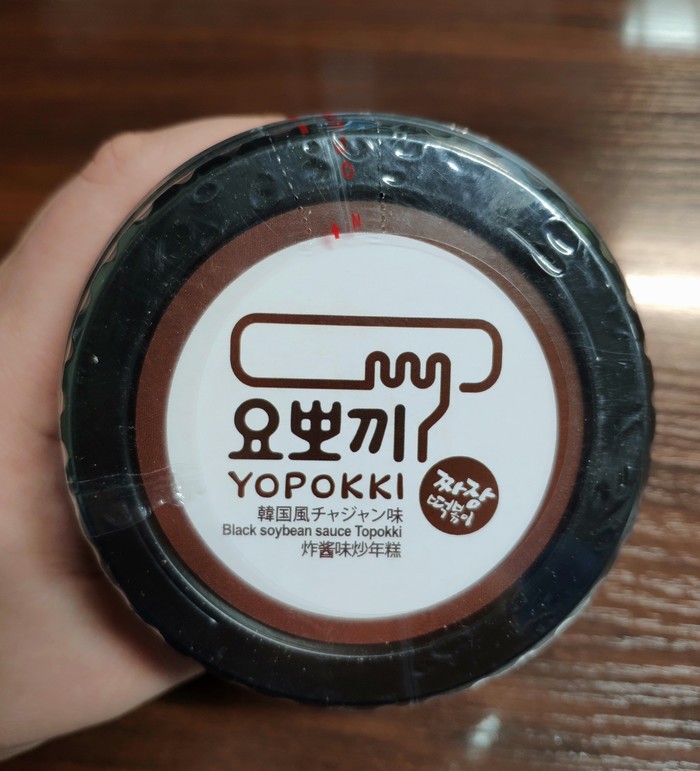 요뽀끼
YOPOKKI
짜장
떡볶이
韓国風チャジャン味
Black soybean sauce Topokki
炸酱味炒年糕